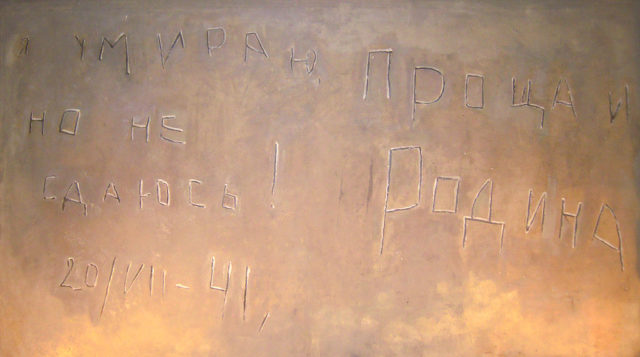 я умираю,
но не
сдаюсь!
20/VII-41,
Прощай
Родина